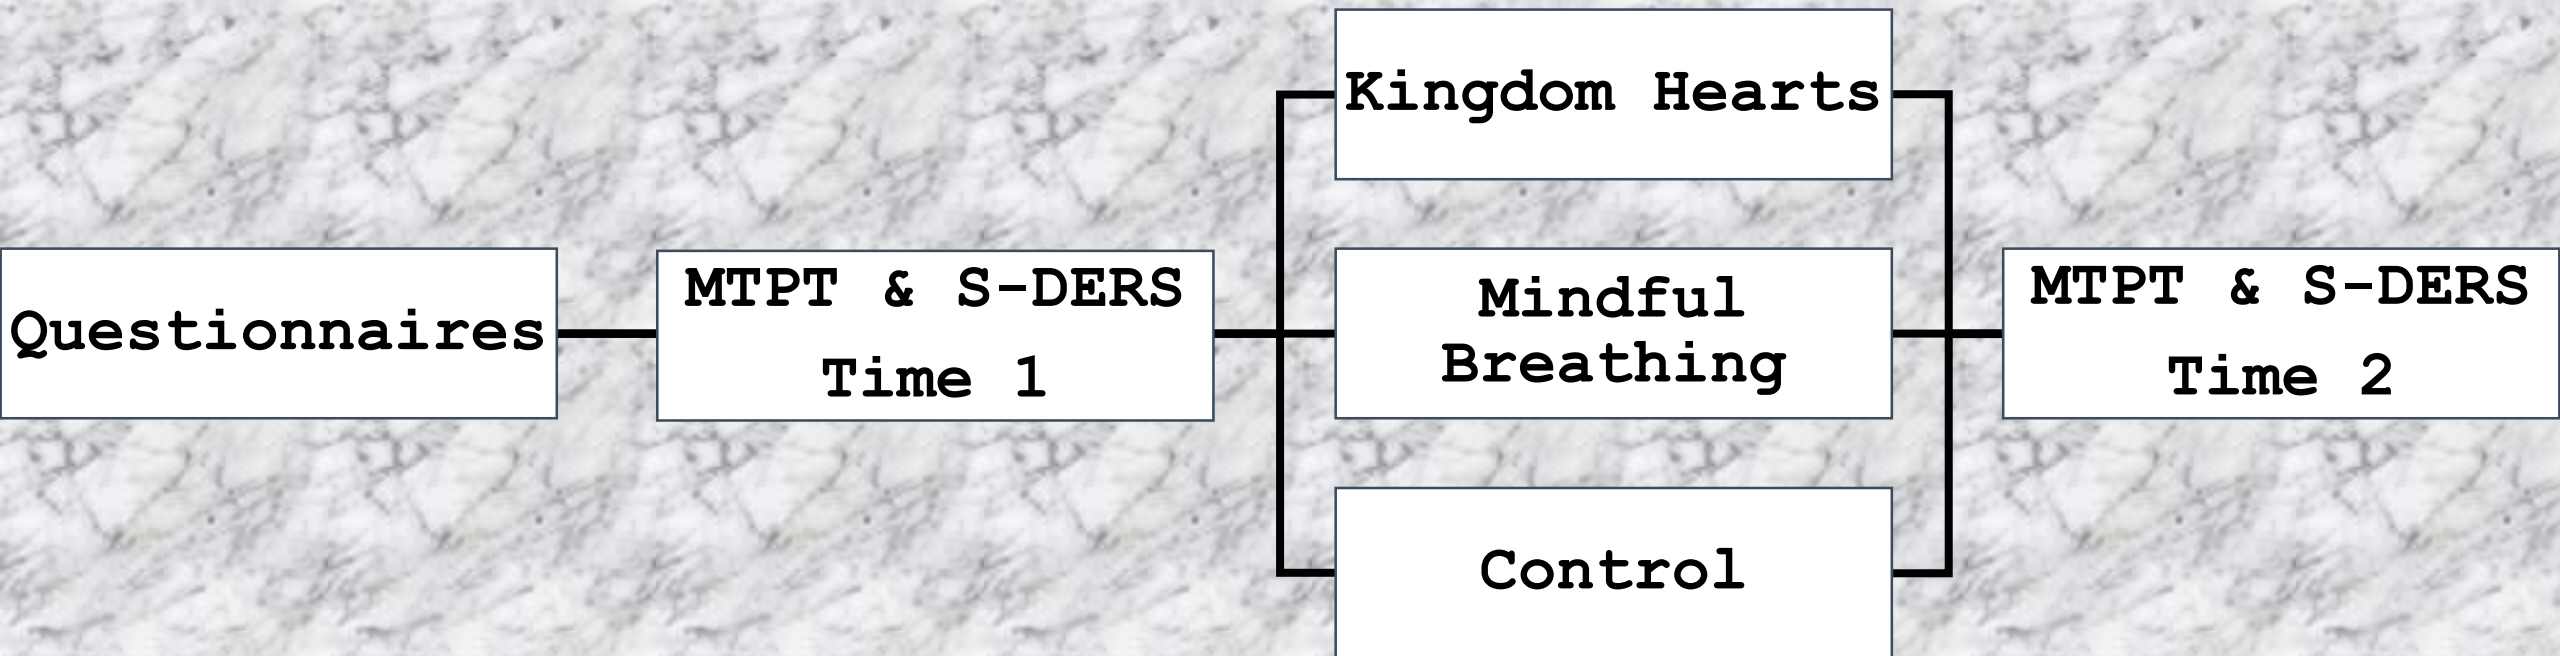 Questionnaires
MTPT & S-DERS
Time 1
Kingdom Hearts
Mindful
Breathing
Control
MTPT & S-DERS
Time 2